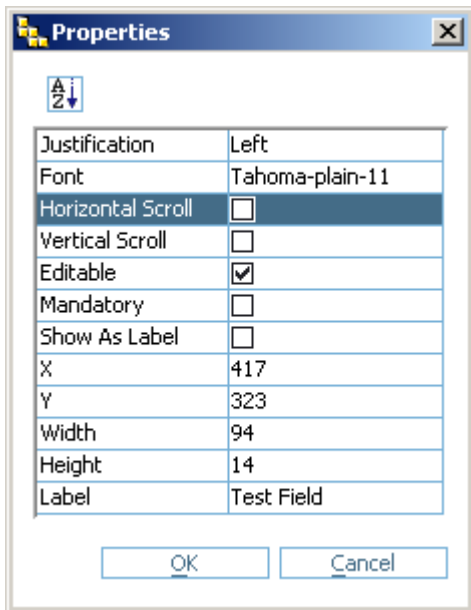 Properties
A
Z
Justification Left
Font Tahoma-plain-11
Horizontal Scroll
Vertical Scroll
Editable
Mandatory
Show As Label
X 417
Y 323
Width 94
Height 14
Label Test Field
OK Cancel